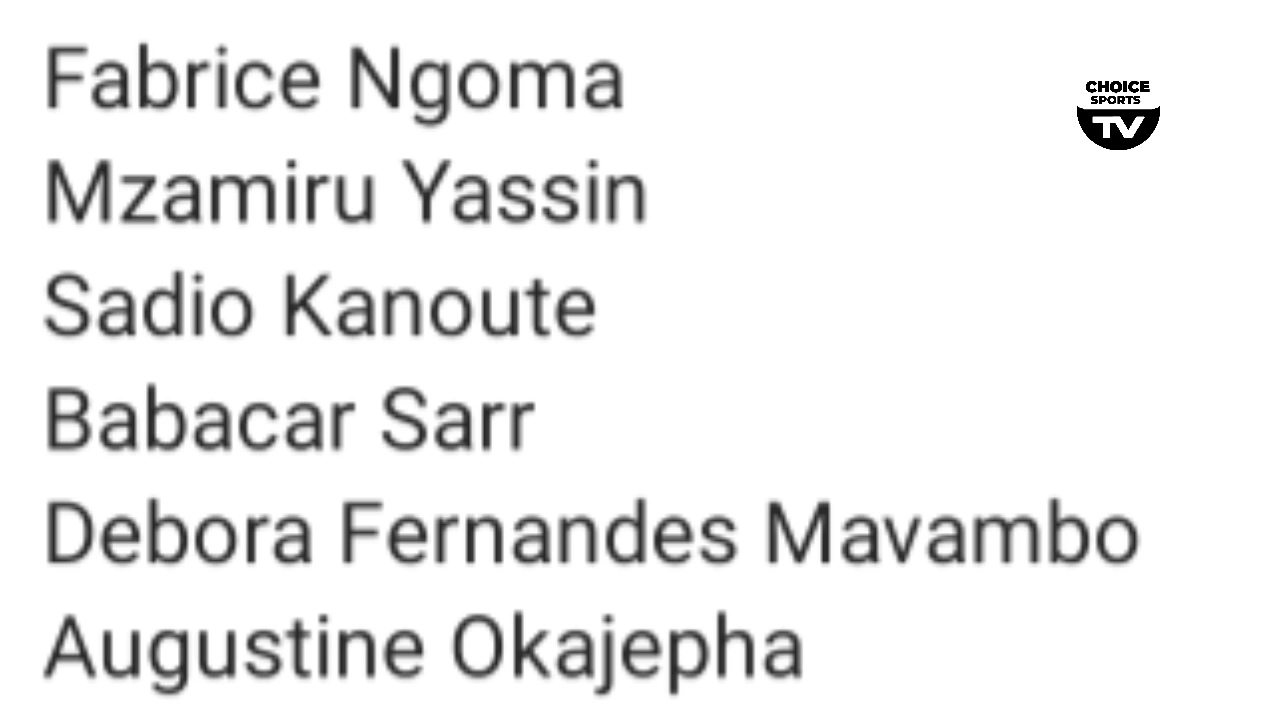 Fabrice Ngoma
CHOICE
SPORTS
TV
Mzamiru Yassin
Sadio Kanoute
Babacar Sarr
Debora Fernandes Mavambo
Augustine Okajepha